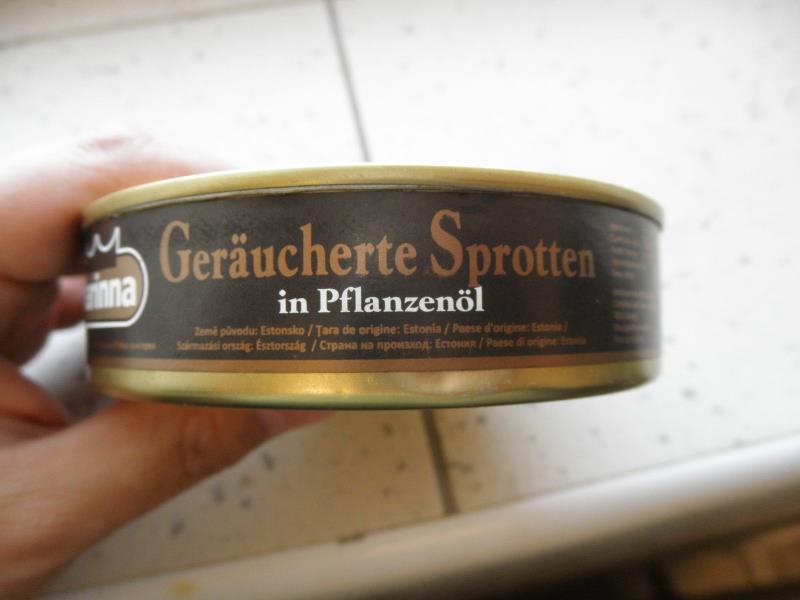 Geräucherte Sprotten
in Pflanzenöl
arinna
Země původu: Estonsko / Țara de origine: Estonia / Paese d'origine: Estonia /
Származási ország: Észtország / Страна на произход: Естония / Paese di origine: Estonia